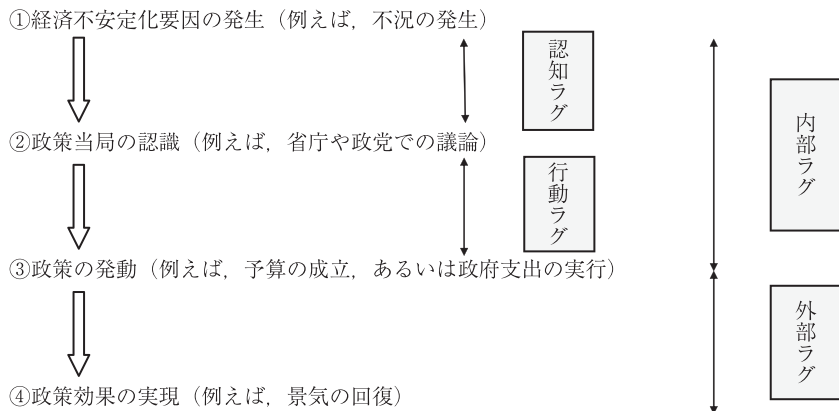 ①経済不安定化要因の発生（例えば，不況の発生）
認知ラグ
②政策当局の認識（例えば，省庁や政党での議論）
内部ラグ
行動ラグ
③政策の発動（例えば，予算の成立，あるいは政府支出の実行）
外部ラグ
④政策効果の実現（例えば，景気の回復）